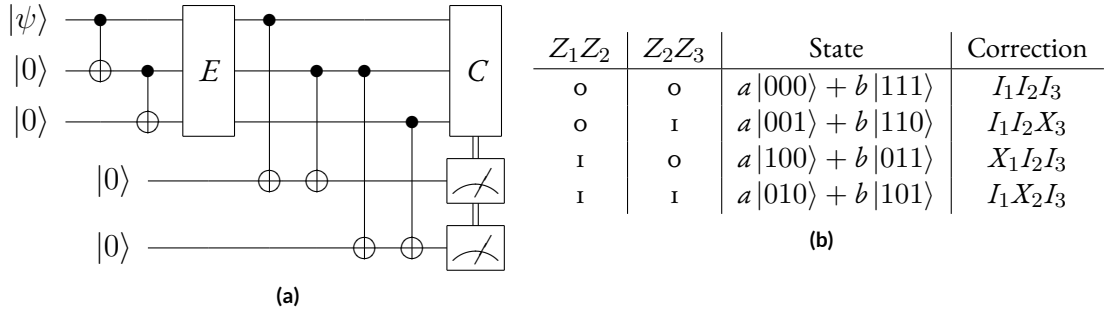 |ψ⟩
|0⟩ E C
|0⟩
|0⟩
|0⟩
(a)
Z₁Z₂ Z₂Z₃ State Correction
0 0 a|000⟩ + b|111⟩ I₁I₂I₃
0 1 a|001⟩ + b|110⟩ I₁I₂X₃
1 0 a|100⟩ + b|011⟩ X₁I₂I₃
1 1 a|010⟩ + b|101⟩ I₁X₂I₃
(b)